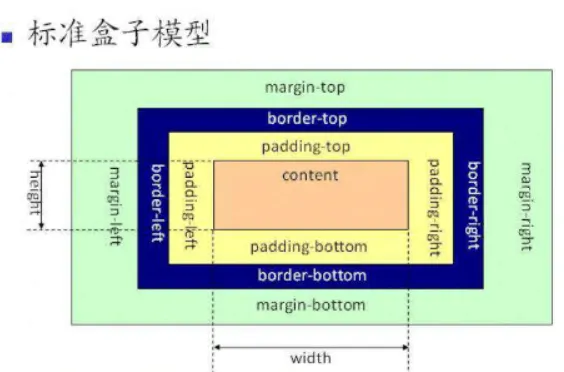 标准盒子模型
margin-top
border-top
padding-top
content
height
margin-left
border-left
padding-left
padding-right
border-right
margin-right
padding-bottom
border-bottom
margin-bottom
width